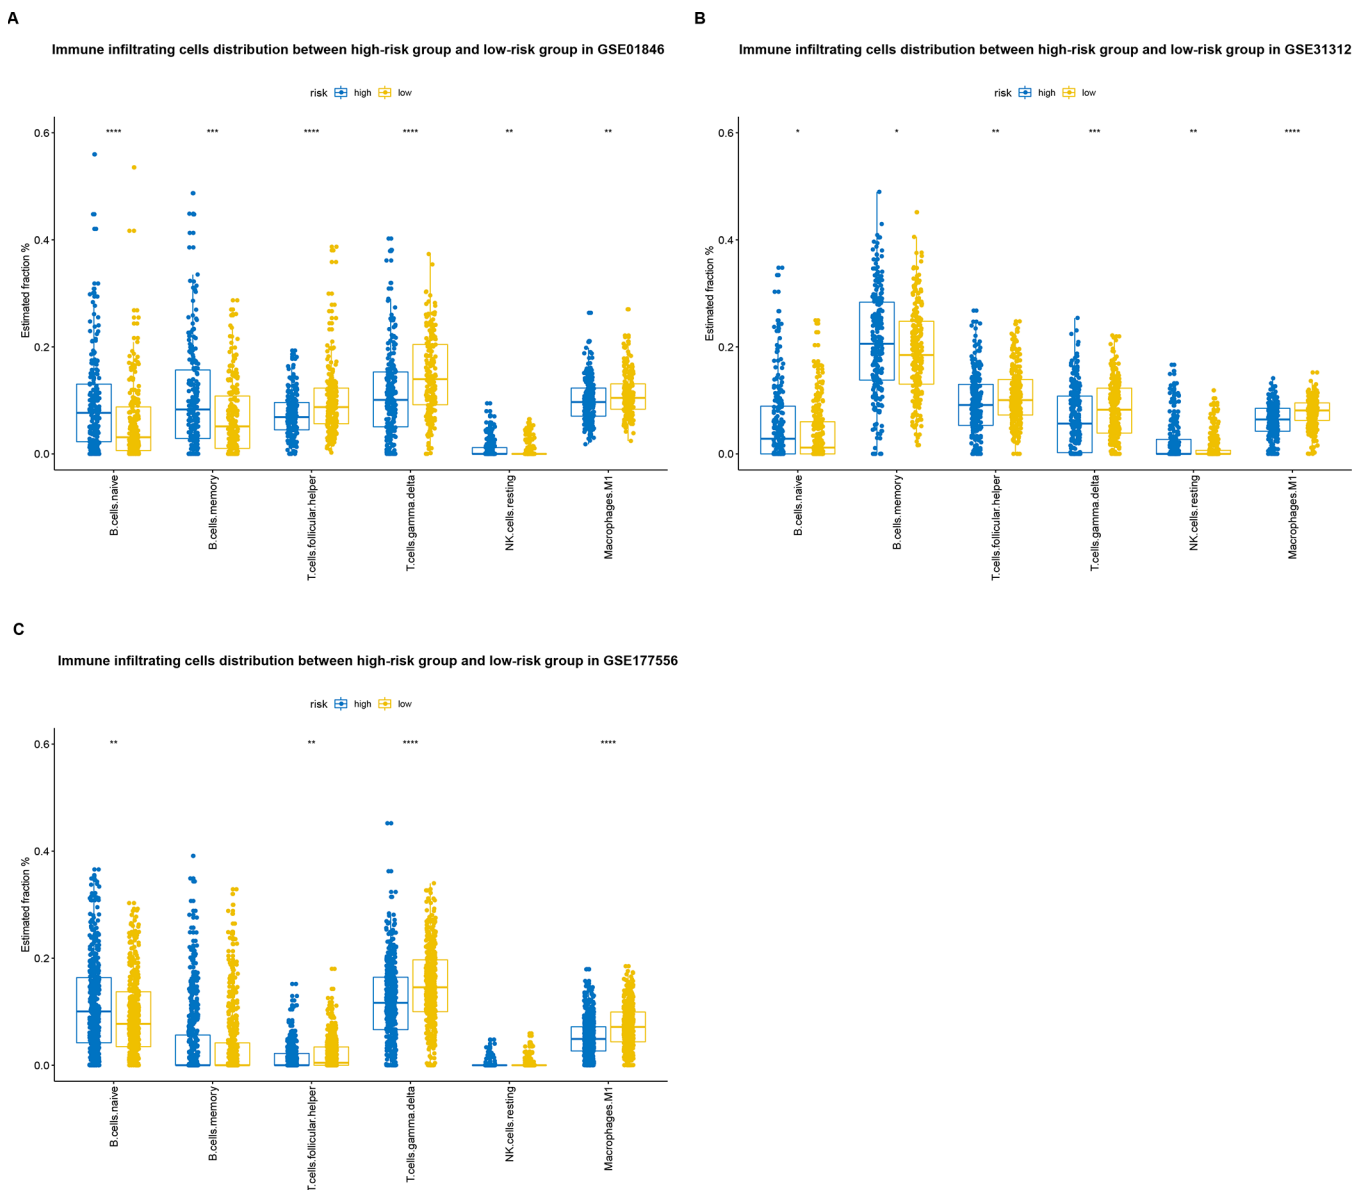 A
Immune infiltrating cells distribution between high-risk group and low-risk group in GSE01846
risk high low
**** *** **** **** ** **
Estimated fraction %
0.6
0.4
0.2
0.0
B.cells.naive
B.cells.memory
T.cells.follicular.helper
T.cells.gamma.delta
NK.cells.resting
Macrophages.M1
B
Immune infiltrating cells distribution between high-risk group and low-risk group in GSE31312
risk high low
* * ** *** ** ****
Estimated fraction %
0.6
0.4
0.2
0.0
B.cells.naive
B.cells.memory
T.cells.follicular.helper
T.cells.gamma.delta
NK.cells.resting
Macrophages.M1
C
Immune infiltrating cells distribution between high-risk group and low-risk group in GSE177556
risk high low
** ** **** ****
Estimated fraction %
0.6
0.4
0.2
0.0
B.cells.naive
B.cells.memory
T.cells.follicular.helper
T.cells.gamma.delta
NK.cells.resting
Macrophages.M1